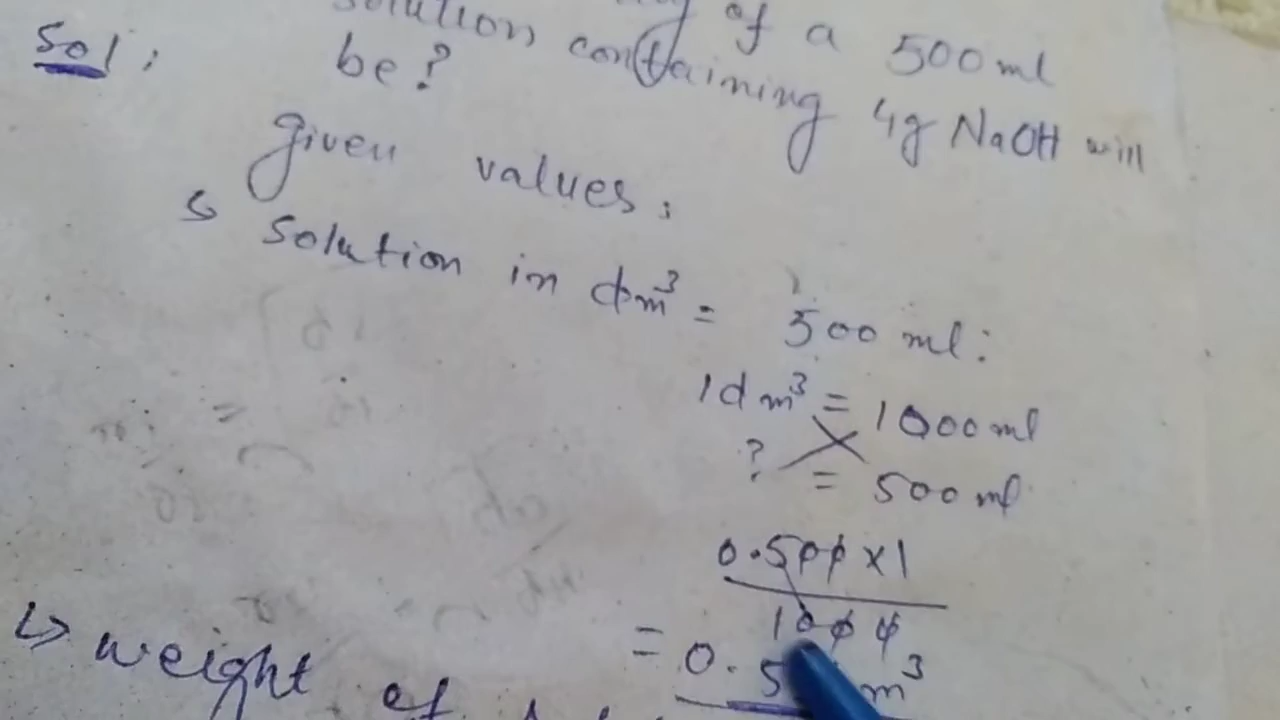 of a 500ml
Sol: solution containing 4g NaOH will
be?
given values:
solution in dm³ = 500 ml:
1dm³ = 1000ml
? = 500ml
0.500 x 1
1000
= 0.5 m³
↳ weight of